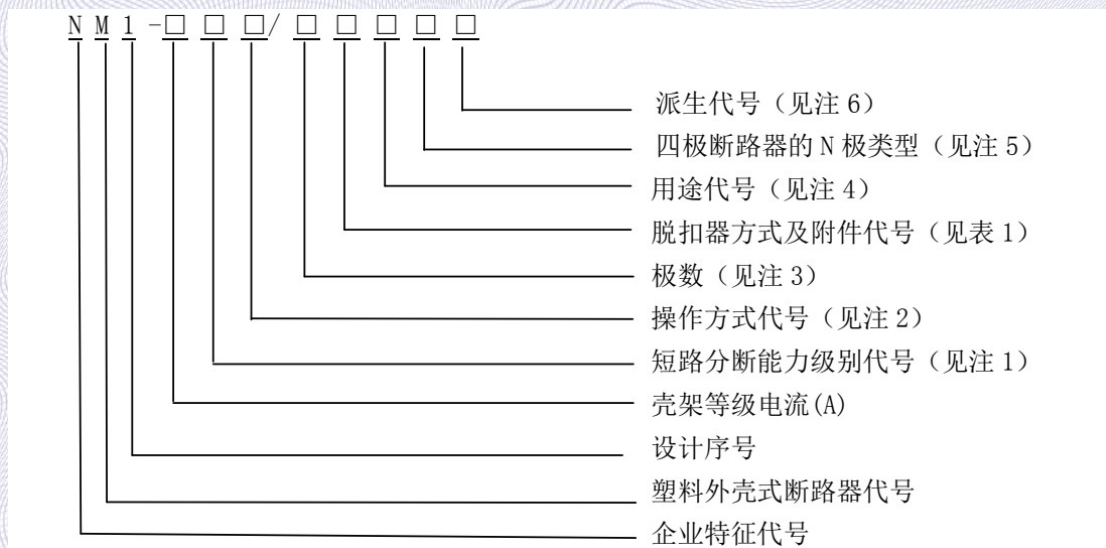 NM1-□□□/□□□□□
派生代号（见注6）
四极断路器的N极类型（见注5）
用途代号（见注4）
脱扣器方式及附件代号（见表1）
极数（见注3）
操作方式代号（见注2）
短路分断能力级别代号（见注1）
壳架等级电流(A)
设计序号
塑料外壳式断路器代号
企业特征代号